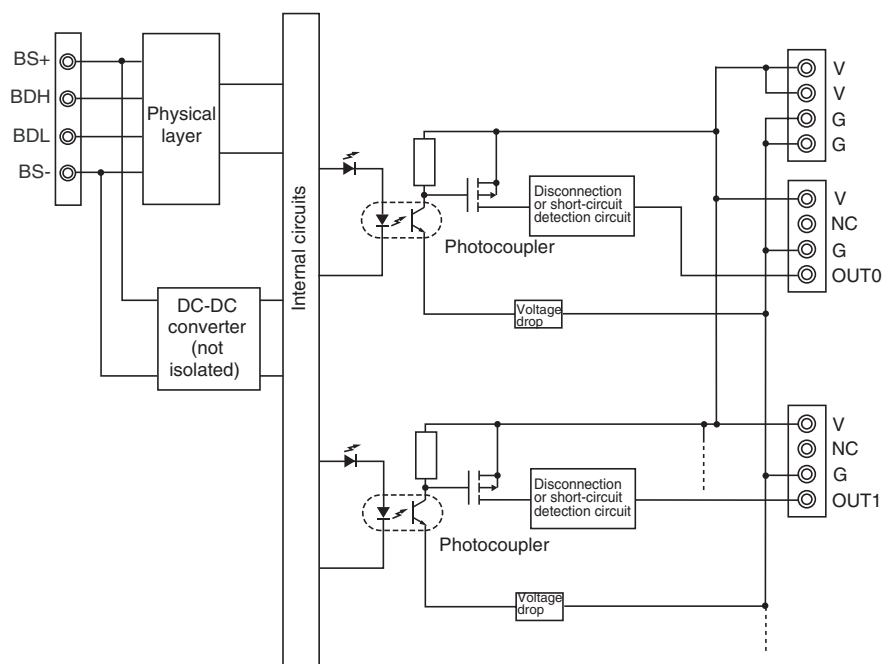 BS+
BDH
BDL
BS-
Physical
layer
DC-DC
converter
(not
isolated)
Internal circuits
Photocoupler
Disconnection
or short-circuit
detection circuit
Voltage
drop
V
V
G
G
V
NC
G
OUT0
Photocoupler
Disconnection
or short-circuit
detection circuit
Voltage
drop
V
NC
G
OUT1